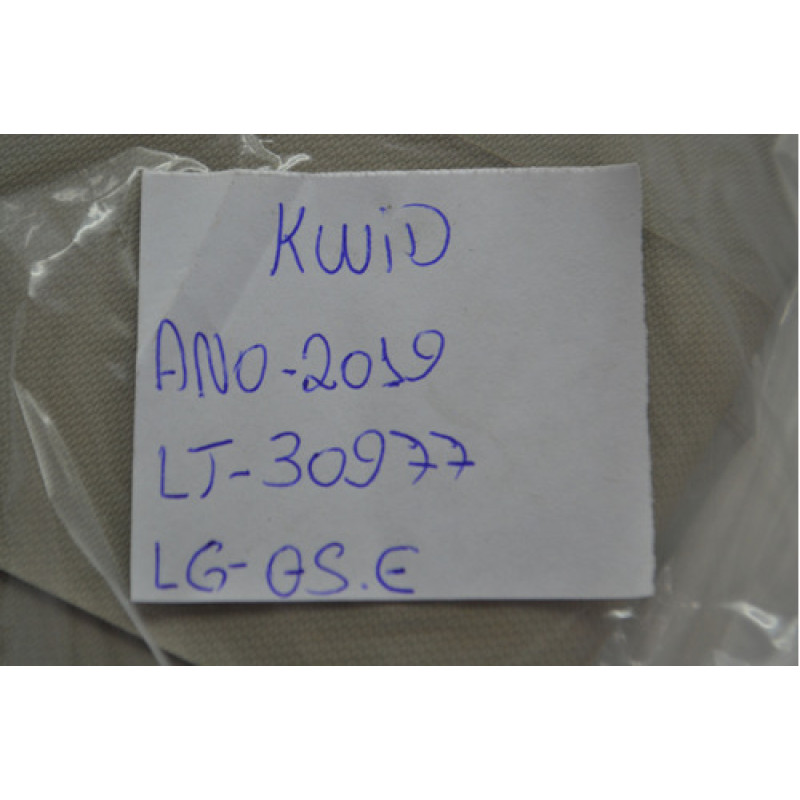 KWiD
ANO-2019
LT-30977
LG-GS.E